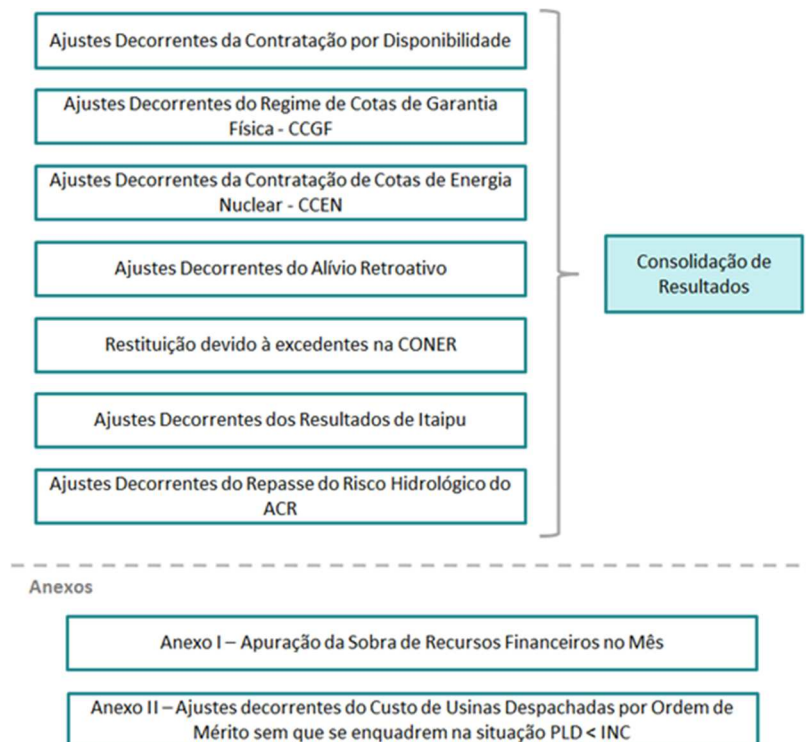 Ajustes Decorrentes da Contratação por Disponibilidade
Ajustes Decorrentes do Regime de Cotas de Garantia
Física - CCGF
Ajustes Decorrentes da Contratação de Cotas de Energia
Nuclear - CCEN
Ajustes Decorrentes do Alívio Retroativo
Restituição devido à excedentes na CONER
Ajustes Decorrentes dos Resultados de Itaipu
Ajustes Decorrentes do Repasse do Risco Hidrológico do
ACR
Consolidação de
Resultados
Anexos
Anexo I – Apuração da Sobra de Recursos Financeiros no Mês
Anexo II – Ajustes decorrentes do Custo de Usinas Despachadas por Ordem de
Mérito sem que se enquadrem na situação PLD < INC